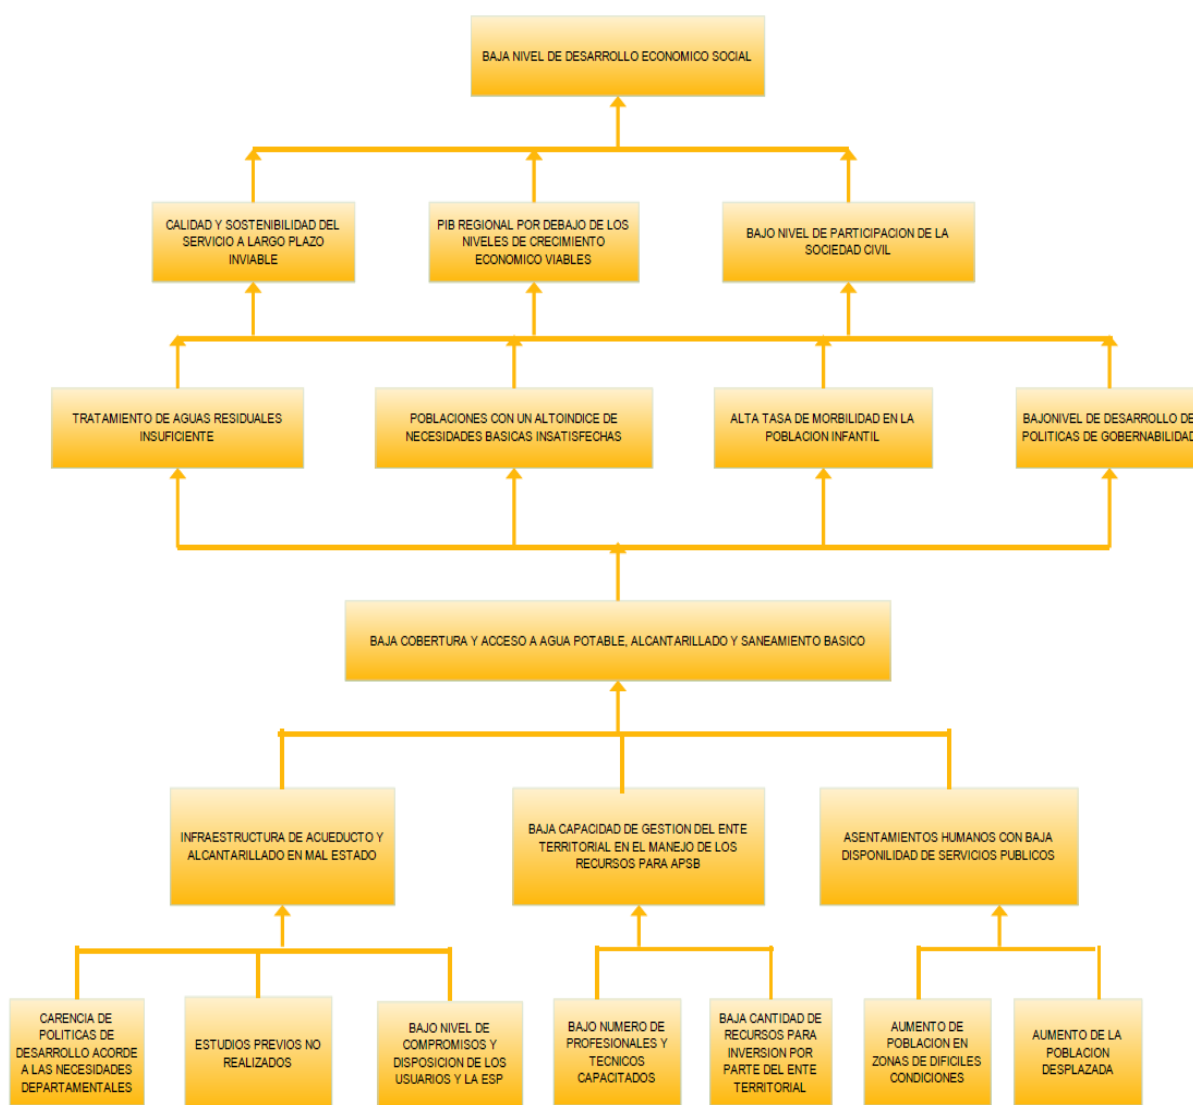 BAJA NIVEL DE DESARROLLO ECONOMICO SOCIAL
CALIDAD Y SOSTENIBILIDAD DEL
SERVICIO A LARGO PLAZO
INVIABLE
PIB REGIONAL POR DEBAJO DE LOS
NIVELES DE CRECIMIENTO
ECONOMICO VIABLES
BAJO NIVEL DE PARTICIPACION DE LA
SOCIEDAD CIVIL
TRATAMIENTO DE AGUAS RESIDUALES
INSUFICIENTE
POBLACIONES CON UN ALTOINDICE DE
NECESIDADES BASICAS INSATISFECHAS
ALTA TASA DE MORBILIDAD EN LA
POBLACION INFANTIL
BAJONIVEL DE DESARROLLO DE
POLITICAS DE GOBERNABILIDAD
BAJA COBERTURA Y ACCESO A AGUA POTABLE, ALCANTARILLADO Y SANEAMIENTO BASICO
INFRAESTRUCTURA DE ACUEDUCTO Y
ALCANTARILLADO EN MAL ESTADO
BAJA CAPACIDAD DE GESTION DEL ENTE
TERRITORIAL EN EL MANEJO DE LOS
RECURSOS PARA APSB
ASENTAMIENTOS HUMANOS CON BAJA
DISPONILIDAD DE SERVICIOS PUBLICOS
CARENCIA DE
POLITICAS DE
DESARROLLO ACORDE
A LAS NECESIDADES
DEPARTAMENTALES
ESTUDIOS PREVIOS NO
REALIZADOS
BAJO NIVEL DE
COMPROMISOS Y
DISPOSICION DE LOS
USUARIOS Y LA ESP
BAJO NUMERO DE
PROFESIONALES Y
TECNICOS
CAPACITADOS
BAJA CANTIDAD DE
RECURSOS PARA
INVERSION POR
PARTE DEL ENTE
TERRITORIAL
AUMENTO DE
POBLACION EN
ZONAS DE DIFICILES
CONDICIONES
AUMENTO DE LA
POBLACION
DESPLAZADA